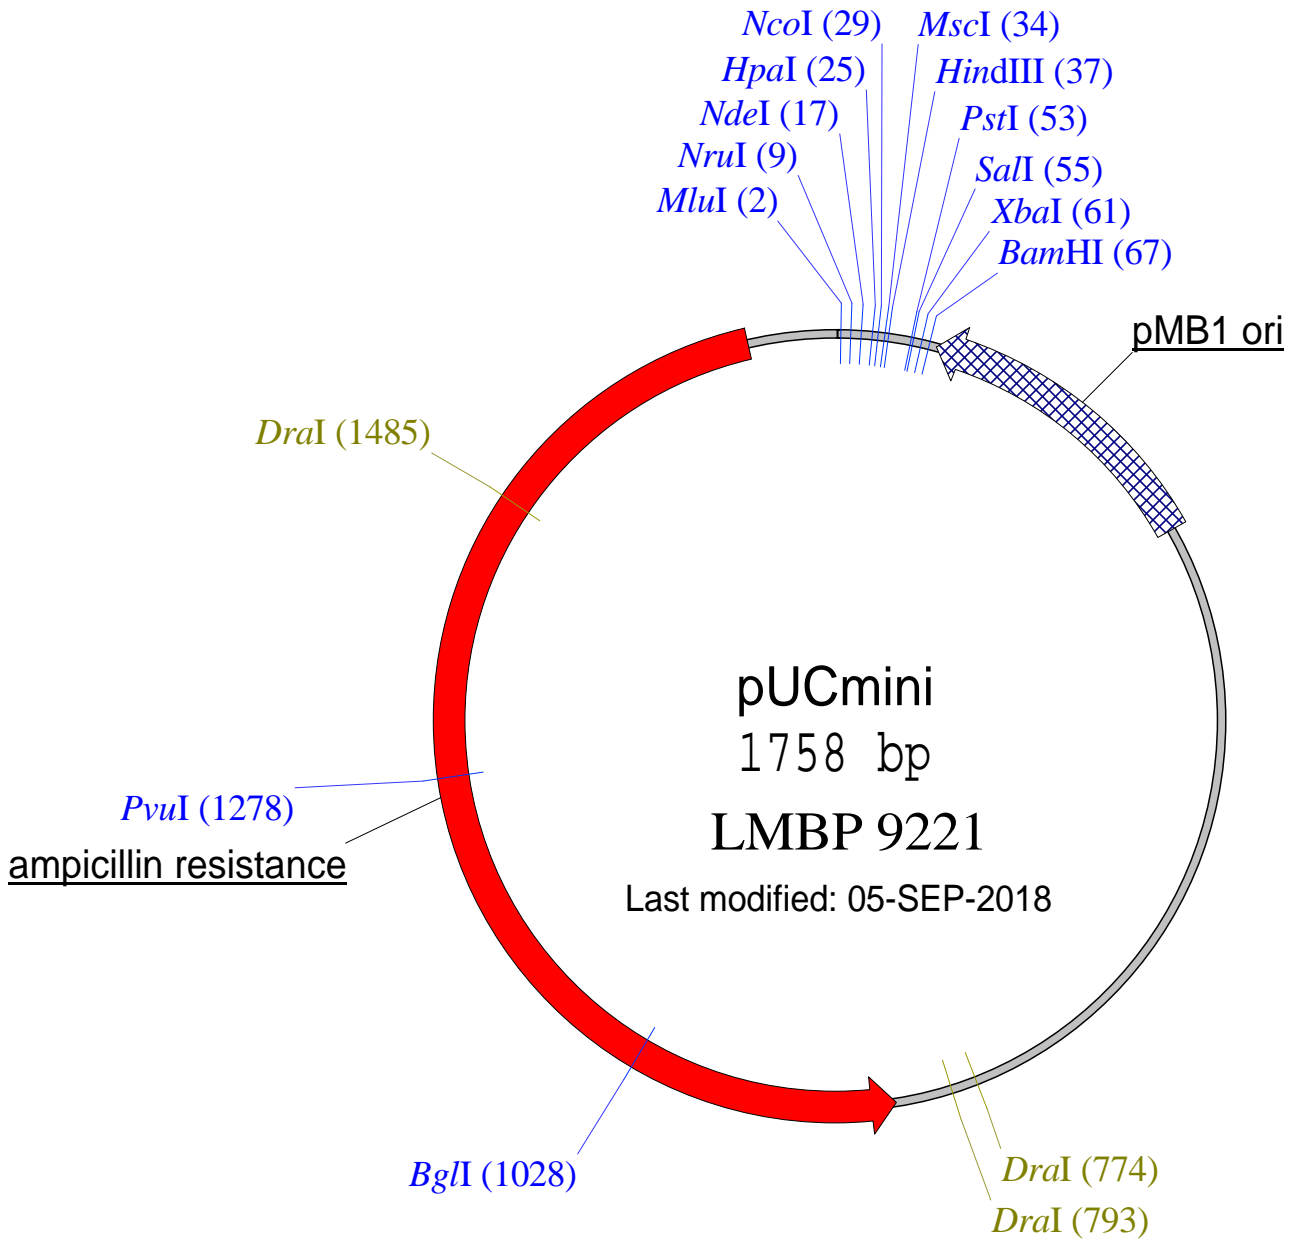 NcoI (29)
MscI (34)
HpaI (25)
HindIII (37)
NdeI (17)
PstI (53)
NruI (9)
SalI (55)
MluI (2)
XbaI (61)
BamHI (67)
pMB1 ori
DraI (1485)
pUCmini
1758 bp
PvuI (1278)
LMBP 9221
ampicillin resistance
Last modified: 05-SEP-2018
BglI (1028)
DraI (774)
DraI (793)